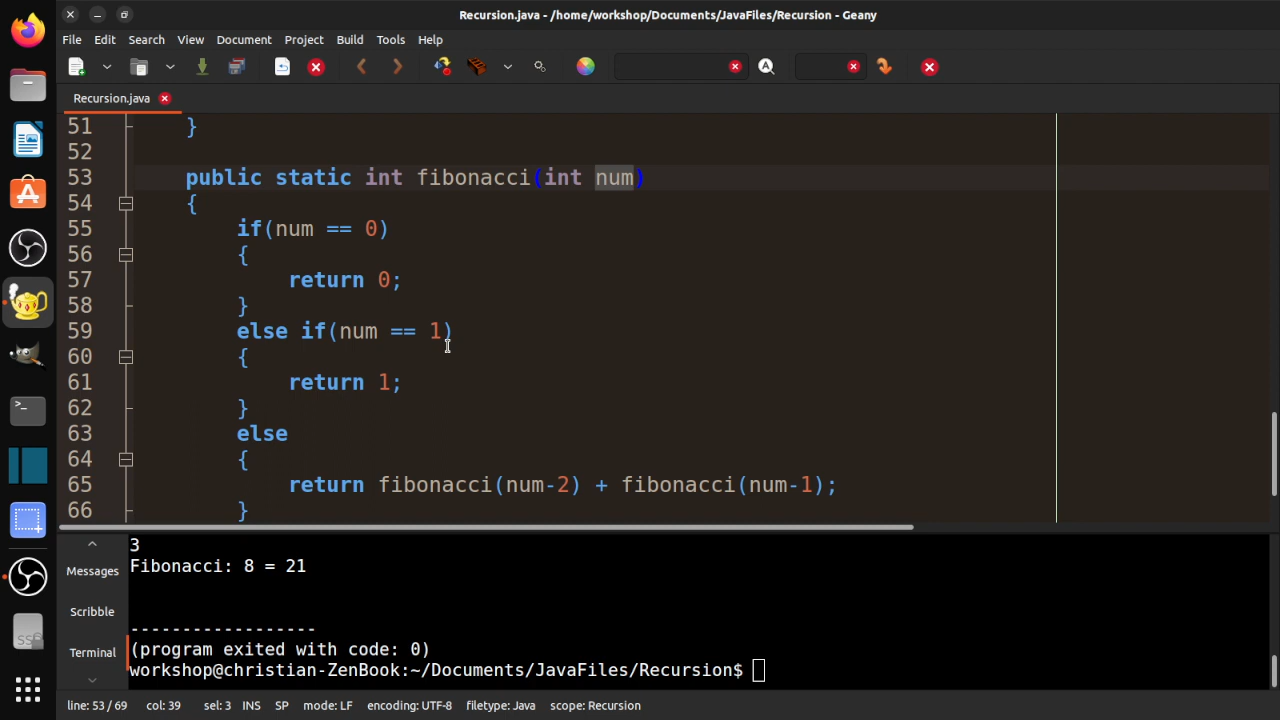 Recursion.java - /home/workshop/Documents/JavaFiles/Recursion - Geany
File Edit Search View Document Project Build Tools Help
Recursion.java
51 }
52
53 public static int fibonacci(int num)
54 {
55 if(num == 0)
56 {
57 return 0;
58 }
59 else if(num == 1)
60 {
61 return 1;
62 }
63 else
64 {
65 return fibonacci(num-2) + fibonacci(num-1);
66 }
Messages
Scribble
Terminal
3
Fibonacci: 8 = 21
------------------
(program exited with code: 0)
workshop@christian-ZenBook:~/Documents/JavaFiles/Recursion$
line: 53 / 69 col: 39 sel: 3 INS SP mode: LF encoding: UTF-8 filetype: Java scope: Recursion